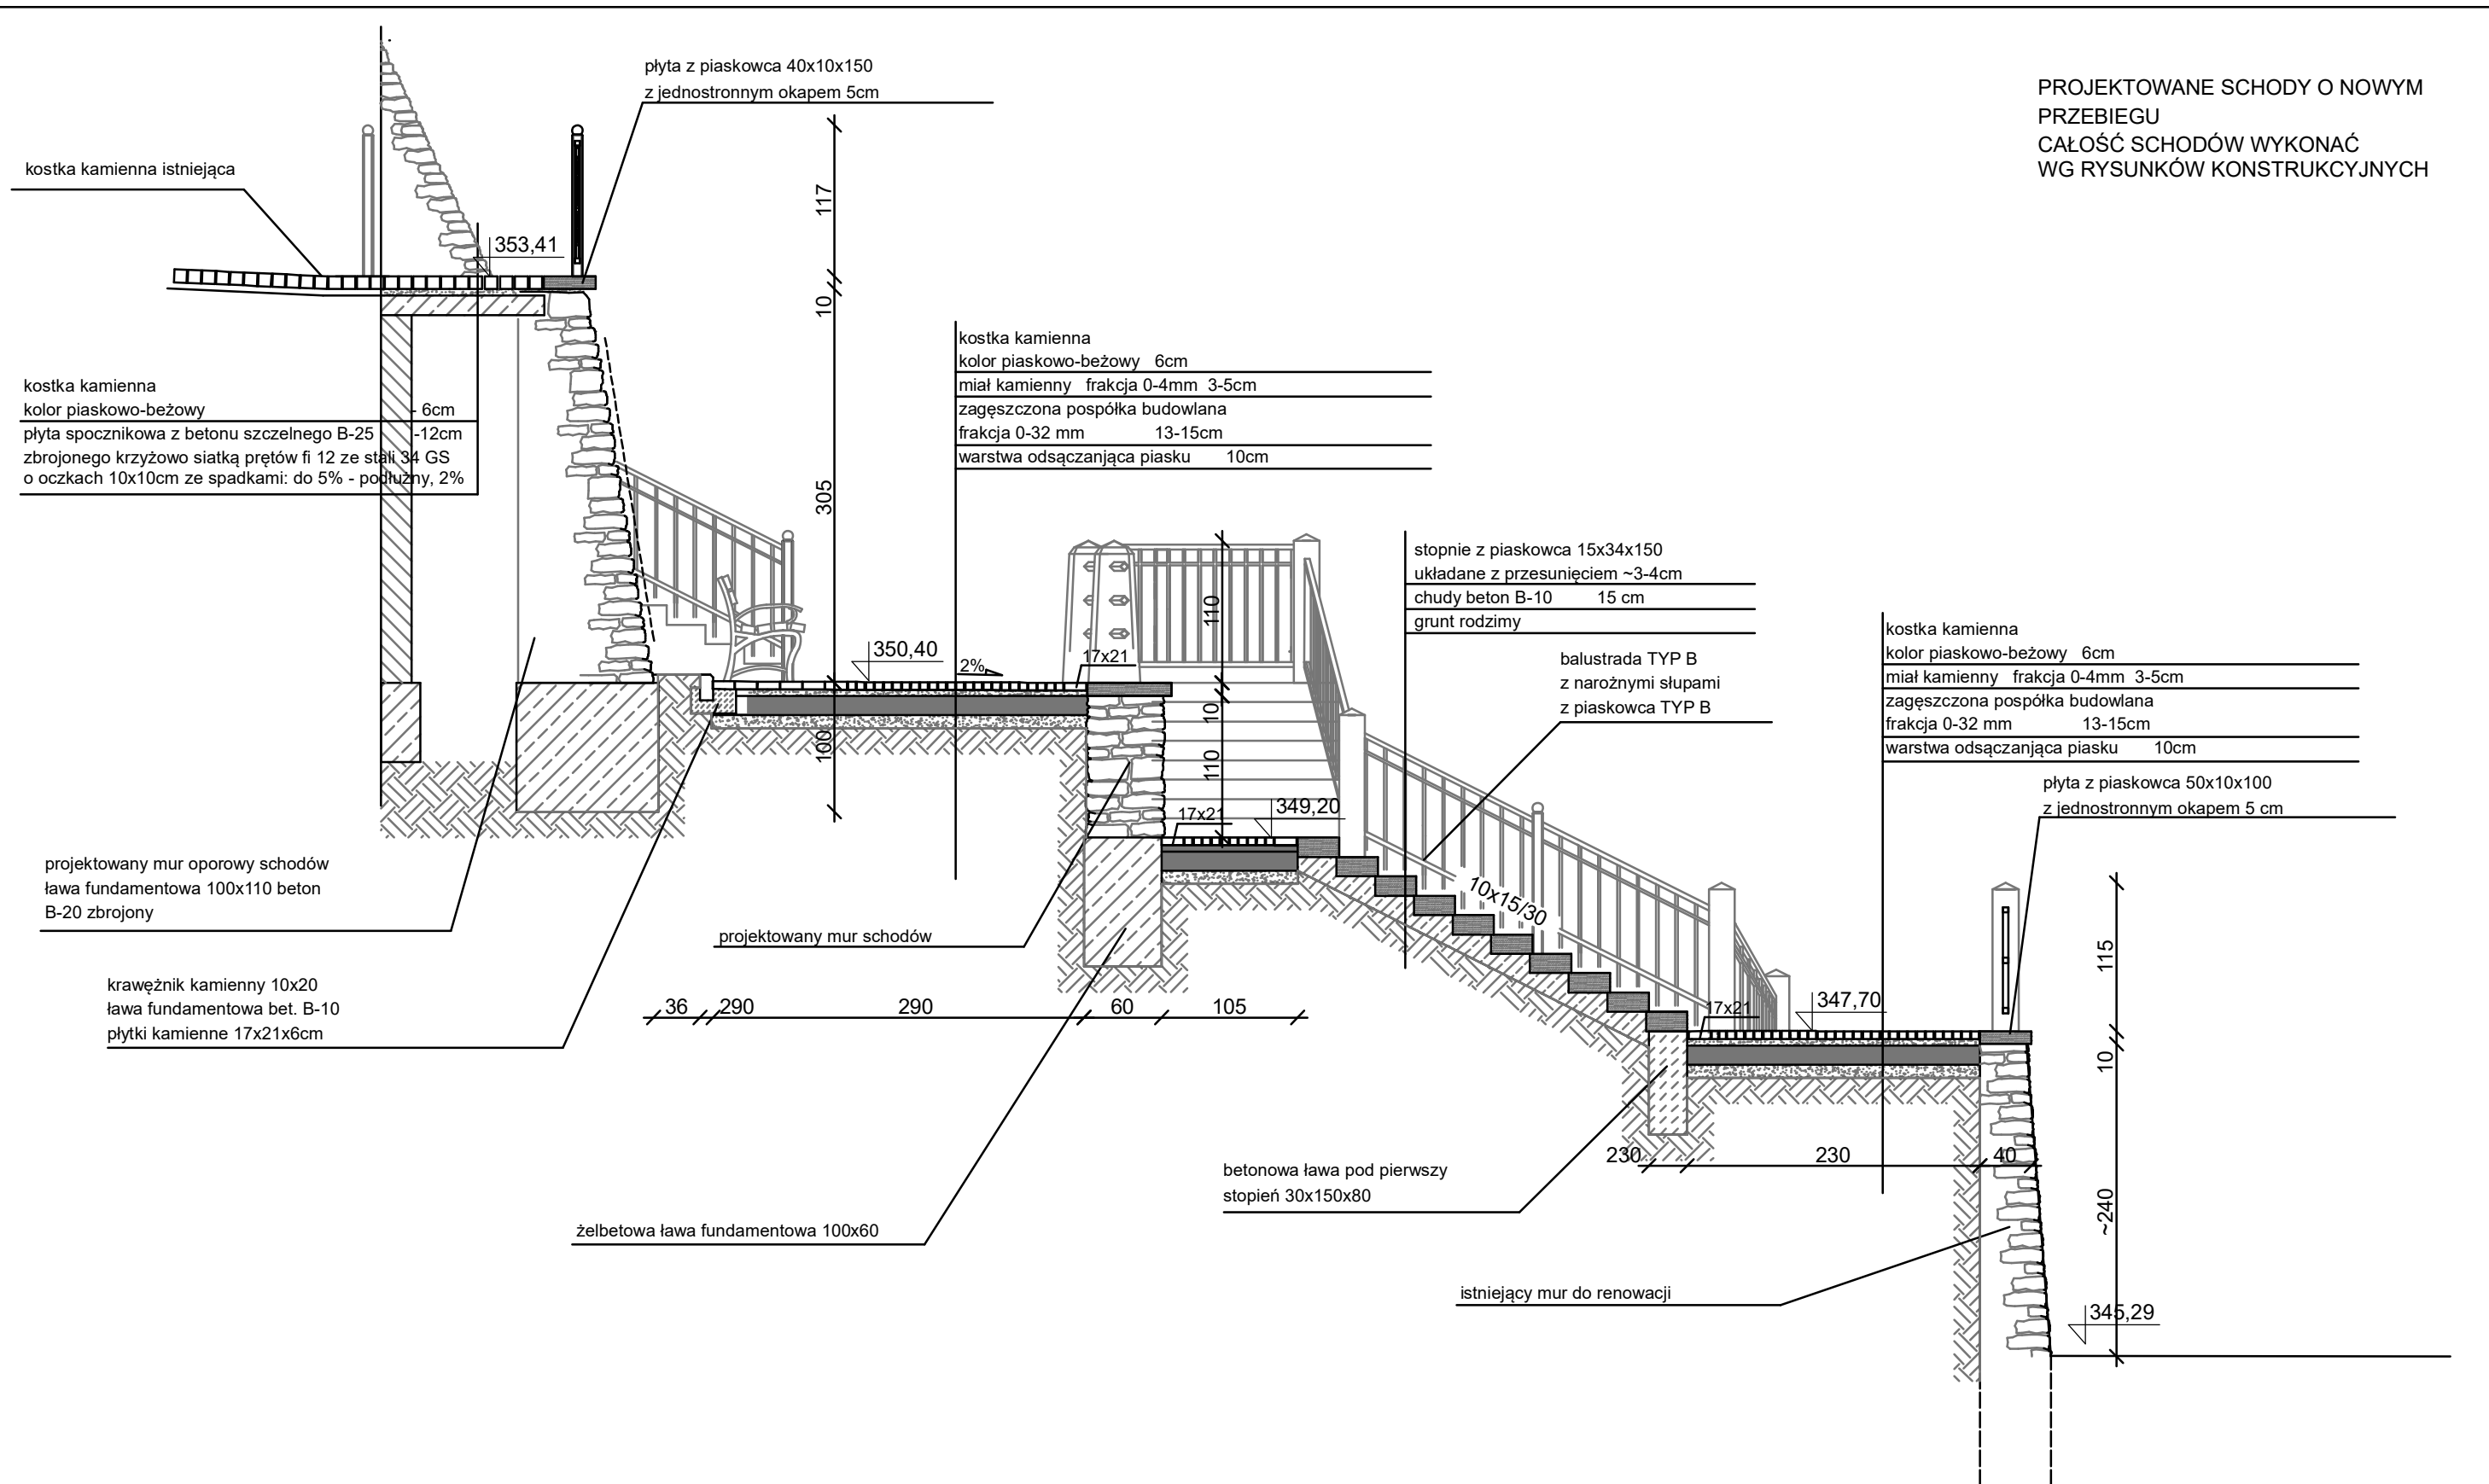 płyta z piaskowca 40x10x150
z jednostronnym okapem 5cm
PROJEKTOWANE SCHODY O NOWYM
PRZEBIEGU
CAŁOŚĆ SCHODÓW WYKONAĆ
WG RYSUNKÓW KONSTRUKCYJNYCH
kostka kamienna istniejąca
117
353,41
10
305
100
kostka kamienna
kolor piaskowo-beżowy - 6cm
płyta spocznikowa z betonu szczelnego B-25 -12cm
zbrojonego krzyżowo siatką prętów fi 12 ze stali 34 GS
o oczkach 10x10cm ze spadkami: do 5% - podłużny, 2%
kostka kamienna
kolor piaskowo-beżowy 6cm
miał kamienny frakcja 0-4mm 3-5cm
zagęszczona pospółka budowlana
frakcja 0-32 mm 13-15cm
warstwa odsączanjąca piasku 10cm
stopnie z piaskowca 15x34x150
układane z przesunięciem ~3-4cm
chudy beton B-10 15 cm
grunt rodzimy
110
10
110
350,40
2%
17x21
349,20
17x21
balustrada TYP B
z narożnymi słupami
z piaskowca TYP B
kostka kamienna
kolor piaskowo-beżowy 6cm
miał kamienny frakcja 0-4mm 3-5cm
zagęszczona pospółka budowlana
frakcja 0-32 mm 13-15cm
warstwa odsączanjąca piasku 10cm
płyta z piaskowca 50x10x100
z jednostronnym okapem 5 cm
projektowany mur oporowy schodów
ława fundamentowa 100x110 beton
B-20 zbrojony
10x15/30
projektowany mur schodów
krawężnik kamienny 10x20
ława fundamentowa bet. B-10
płytki kamienne 17x21x6cm
36 290 290 60 105
17x21
347,70
115
10
~240
230 230 40
betonowa ława pod pierwszy
stopień 30x150x80
żelbetowa ława fundamentowa 100x60
istniejący mur do renowacji
345,29